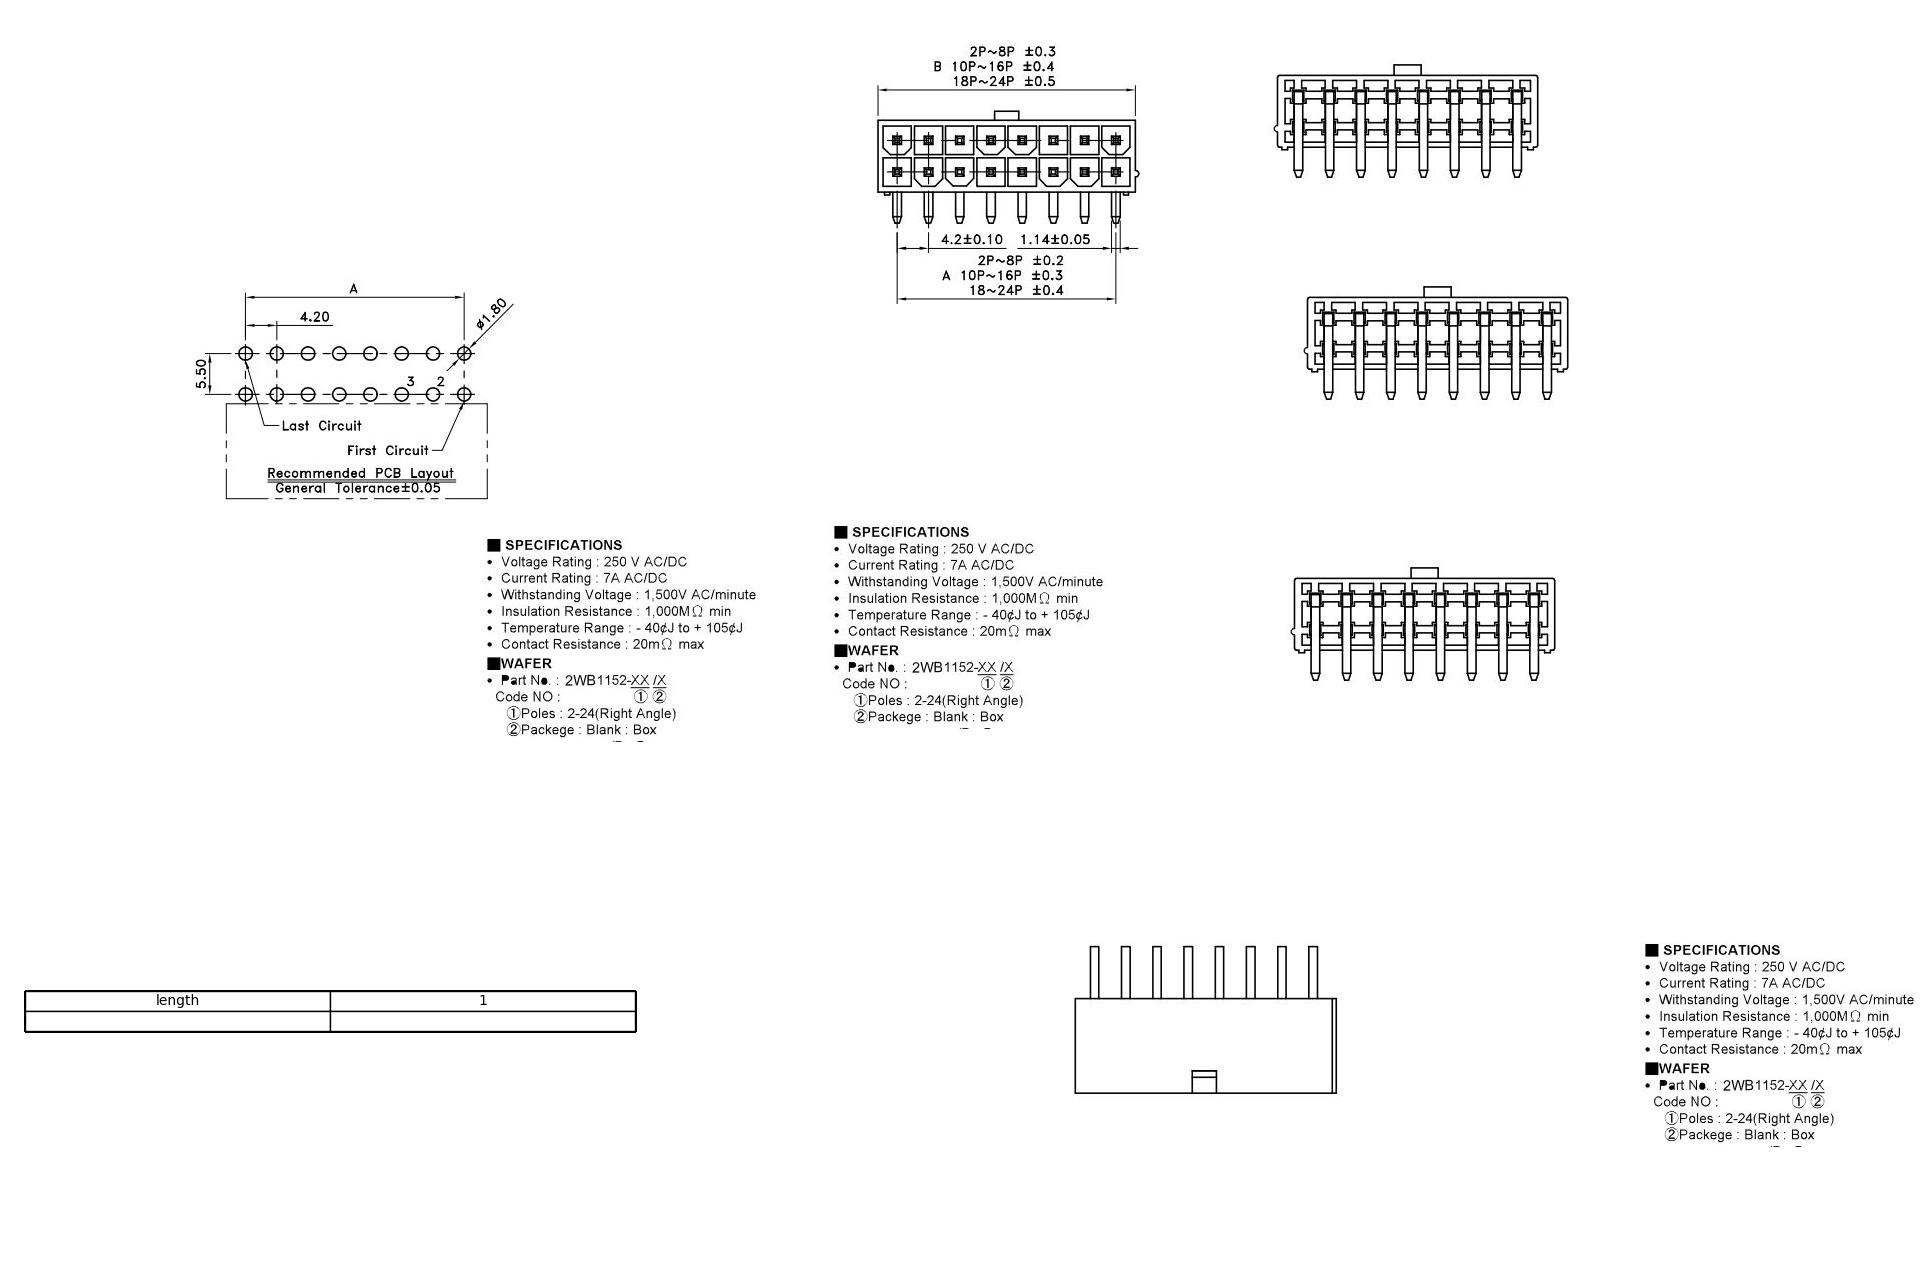 2P~8P ±0.3
B 10P~16P ±0.4
18P~24P ±0.5
4.2±0.10 1.14±0.05
2P~8P ±0.2
A 10P~16P ±0.3
18~24P ±0.4
A
4.20
ø1.80
5.50
3 2
Last Circuit
First Circuit
Recommended PCB Layout
General Tolerance±0.05
■ SPECIFICATIONS
• Voltage Rating : 250 V AC/DC
• Current Rating : 7A AC/DC
• Withstanding Voltage : 1,500V AC/minute
• Insulation Resistance : 1,000MΩ min
• Temperature Range : - 40¢J to + 105¢J
• Contact Resistance : 20mΩ max
■WAFER
• Part No. : 2WB1152-XX /X
Code NO : ① ②
①Poles : 2-24(Right Angle)
②Packege : Blank : Box
■ SPECIFICATIONS
• Voltage Rating : 250 V AC/DC
• Current Rating : 7A AC/DC
• Withstanding Voltage : 1,500V AC/minute
• Insulation Resistance : 1,000MΩ min
• Temperature Range : - 40¢J to + 105¢J
• Contact Resistance : 20mΩ max
■WAFER
• Part No. : 2WB1152-XX /X
Code NO : ① ②
①Poles : 2-24(Right Angle)
②Packege : Blank : Box
length 1
■ SPECIFICATIONS
• Voltage Rating : 250 V AC/DC
• Current Rating : 7A AC/DC
• Withstanding Voltage : 1,500V AC/minute
• Insulation Resistance : 1,000MΩ min
• Temperature Range : - 40¢J to + 105¢J
• Contact Resistance : 20mΩ max
■WAFER
• Part No. : 2WB1152-XX /X
Code NO : ① ②
①Poles : 2-24(Right Angle)
②Packege : Blank : Box